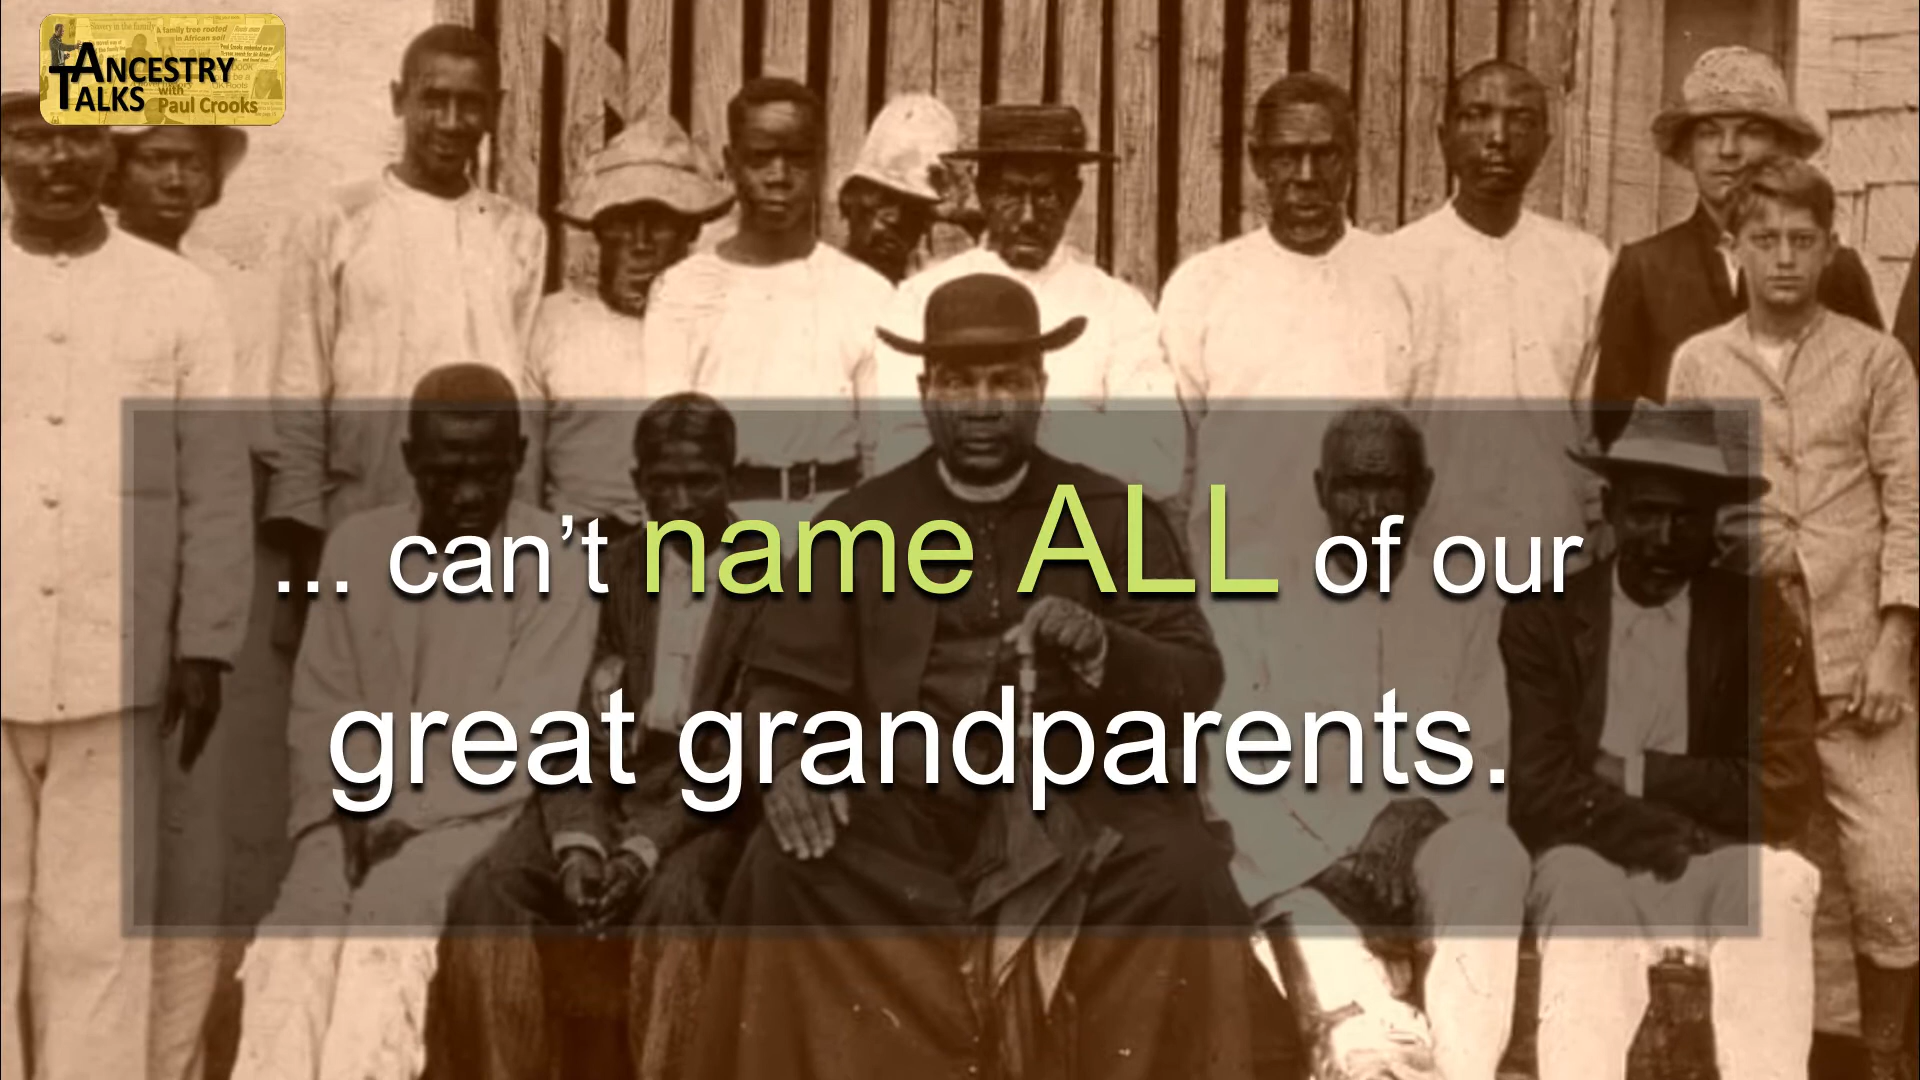 ANCESTRY
TALKS with
Paul Crooks
... can’t name ALL of our
great grandparents.